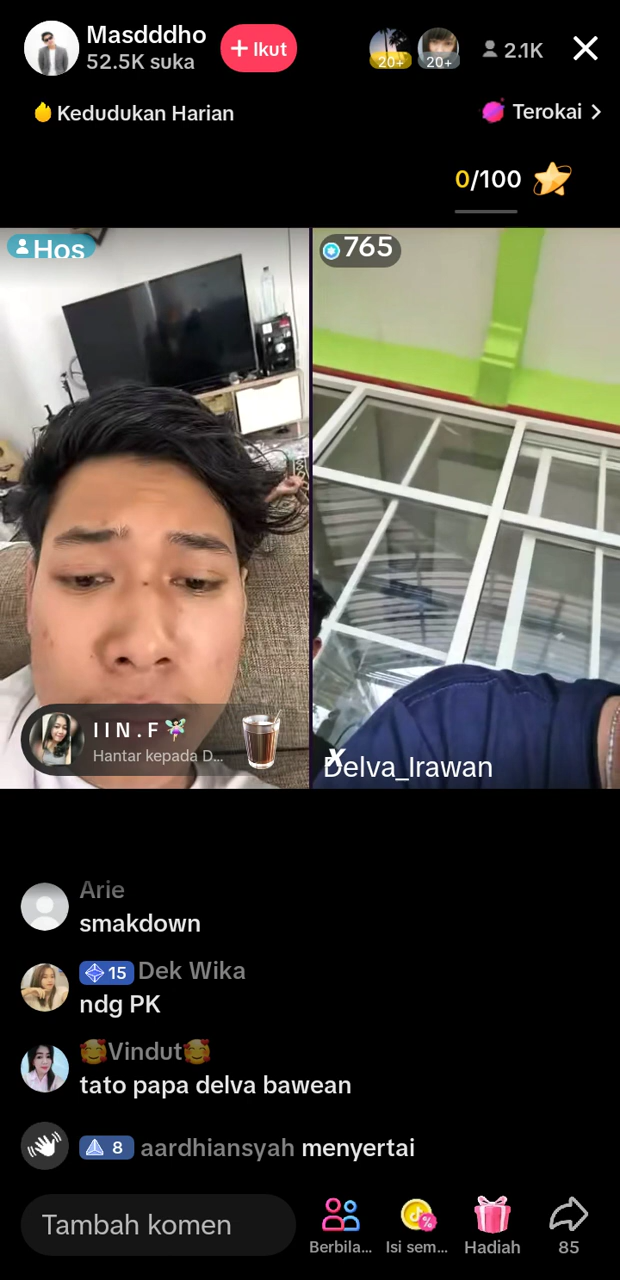 Masdddho
52.5K suka
+ Ikut
20+
20+
2.1K
Kedudukan Harian
Terokai >
0/100
Hos
765
IIN.F
Hantar kepada D...
x
Delva_Irawan
Arie
smakdown
15 Dek Wika
ndg PK
Vindut
tato papa delva bawean
8 aardhiansyah menyertai
Tambah komen
Berbila...
Isi sem...
Hadiah
85